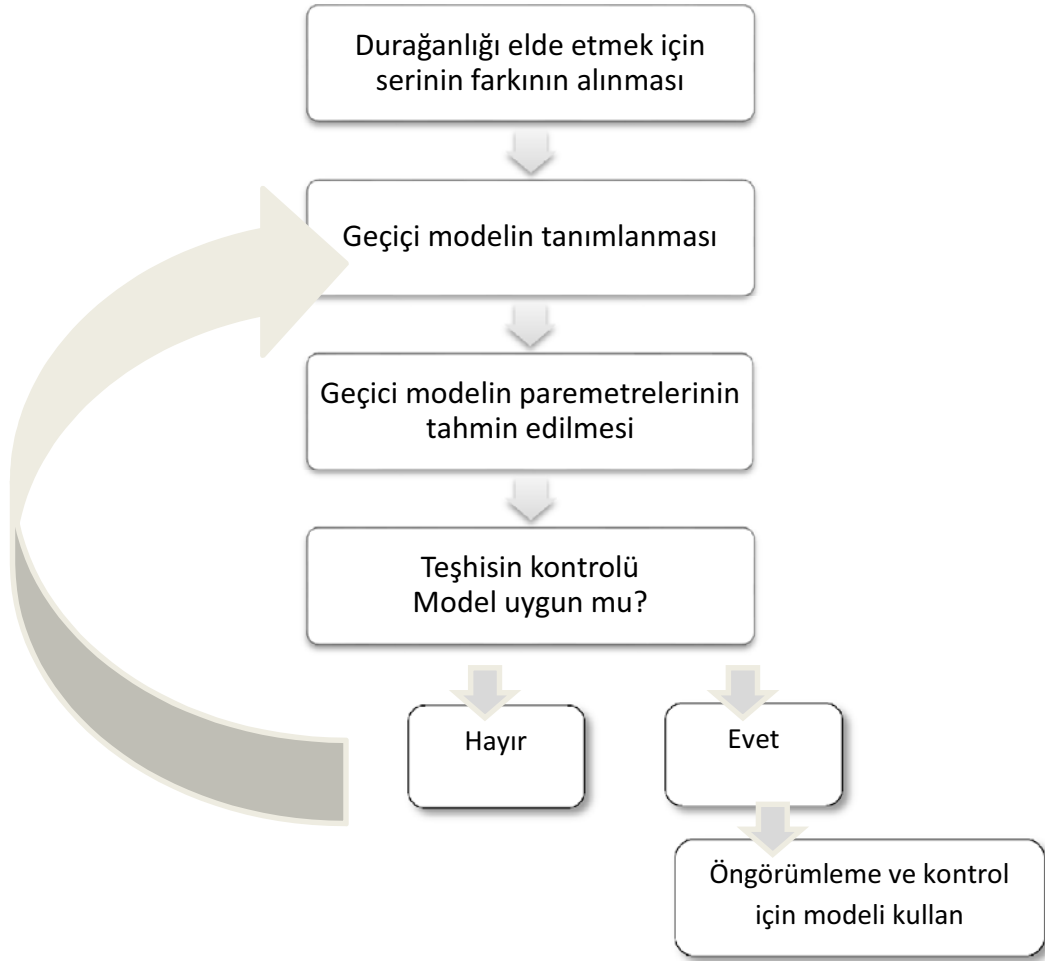 Durağanlığı elde etmek için
serinin farkının alınması
Geçiçi modelin tanımlanması
Geçici modelin paremetrelerinin
tahmin edilmesi
Teşhisin kontrolü
Model uygun mu?
Hayır
Evet
Öngörümleme ve kontrol
için modeli kullan